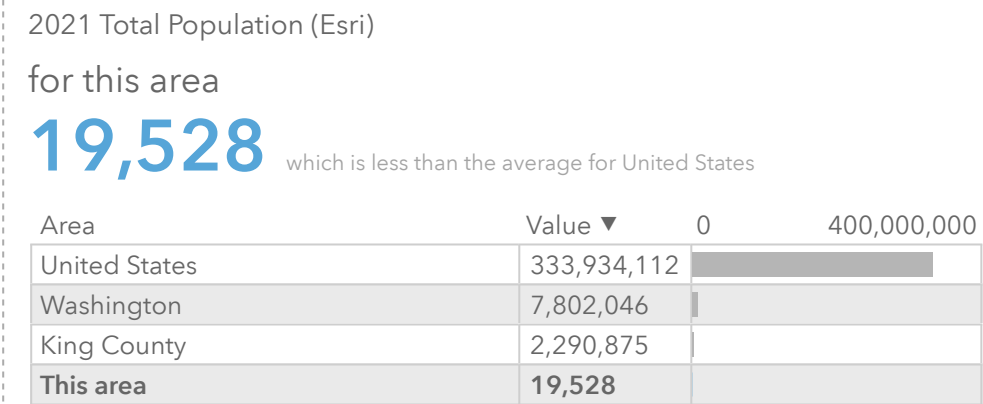 2021 Total Population (Esri)
for this area
19,528 which is less than the average for United States
Area Value ▼ 0 400,000,000
United States 333,934,112
Washington 7,802,046
King County 2,290,875
This area 19,528